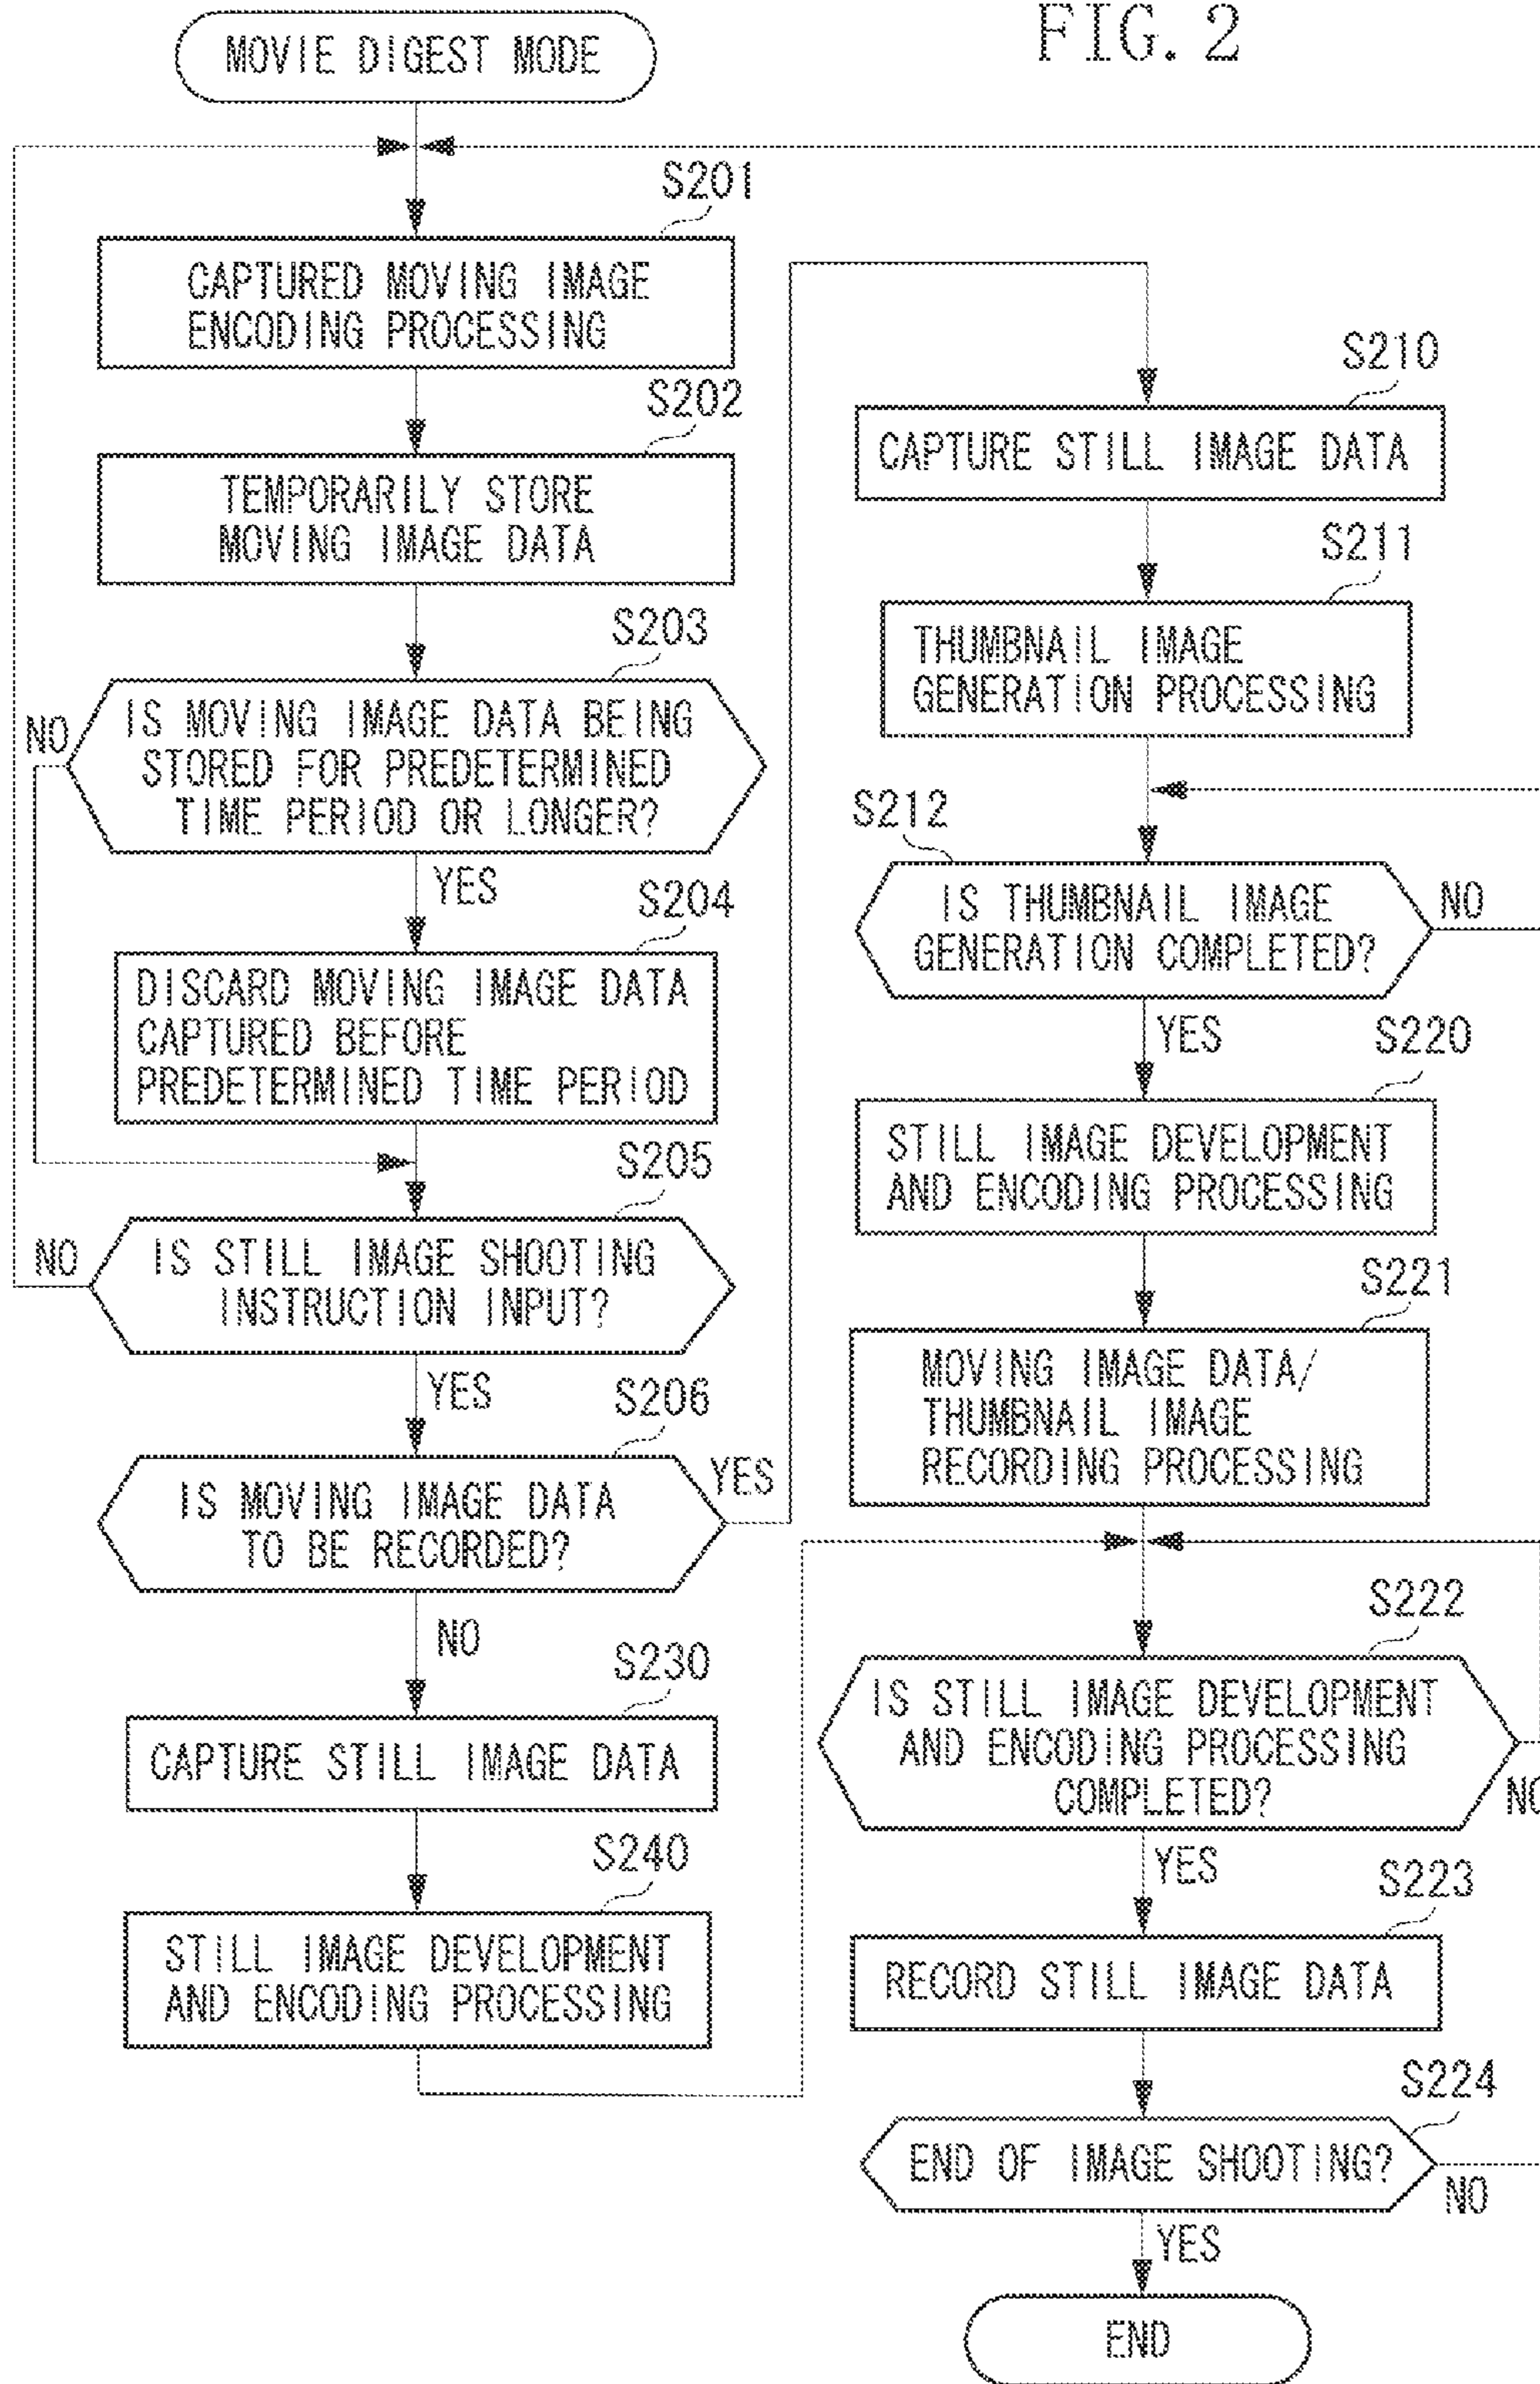 FIG. 2
MOVIE DIGEST MODE
S201
CAPTURED MOVING IMAGE
ENCODING PROCESSING
S202
TEMPORARILY STORE
MOVING IMAGE DATA
S203
IS MOVING IMAGE DATA BEING
STORED FOR PREDETERMINED
TIME PERIOD OR LONGER?
NO
YES
S204
DISCARD MOVING IMAGE DATA
CAPTURED BEFORE
PREDETERMINED TIME PERIOD
S205
IS STILL IMAGE SHOOTING
INSTRUCTION INPUT?
NO
YES
S206
IS MOVING IMAGE DATA
TO BE RECORDED?
YES
NO
S230
CAPTURE STILL IMAGE DATA
S240
STILL IMAGE DEVELOPMENT
AND ENCODING PROCESSING
S210
CAPTURE STILL IMAGE DATA
S211
THUMBNAIL IMAGE
GENERATION PROCESSING
S212
IS THUMBNAIL IMAGE
GENERATION COMPLETED?
NO
YES
S220
STILL IMAGE DEVELOPMENT
AND ENCODING PROCESSING
S221
MOVING IMAGE DATA/
THUMBNAIL IMAGE
RECORDING PROCESSING
S222
IS STILL IMAGE DEVELOPMENT
AND ENCODING PROCESSING
COMPLETED?
NO
YES
S223
RECORD STILL IMAGE DATA
S224
END OF IMAGE SHOOTING?
NO
YES
END